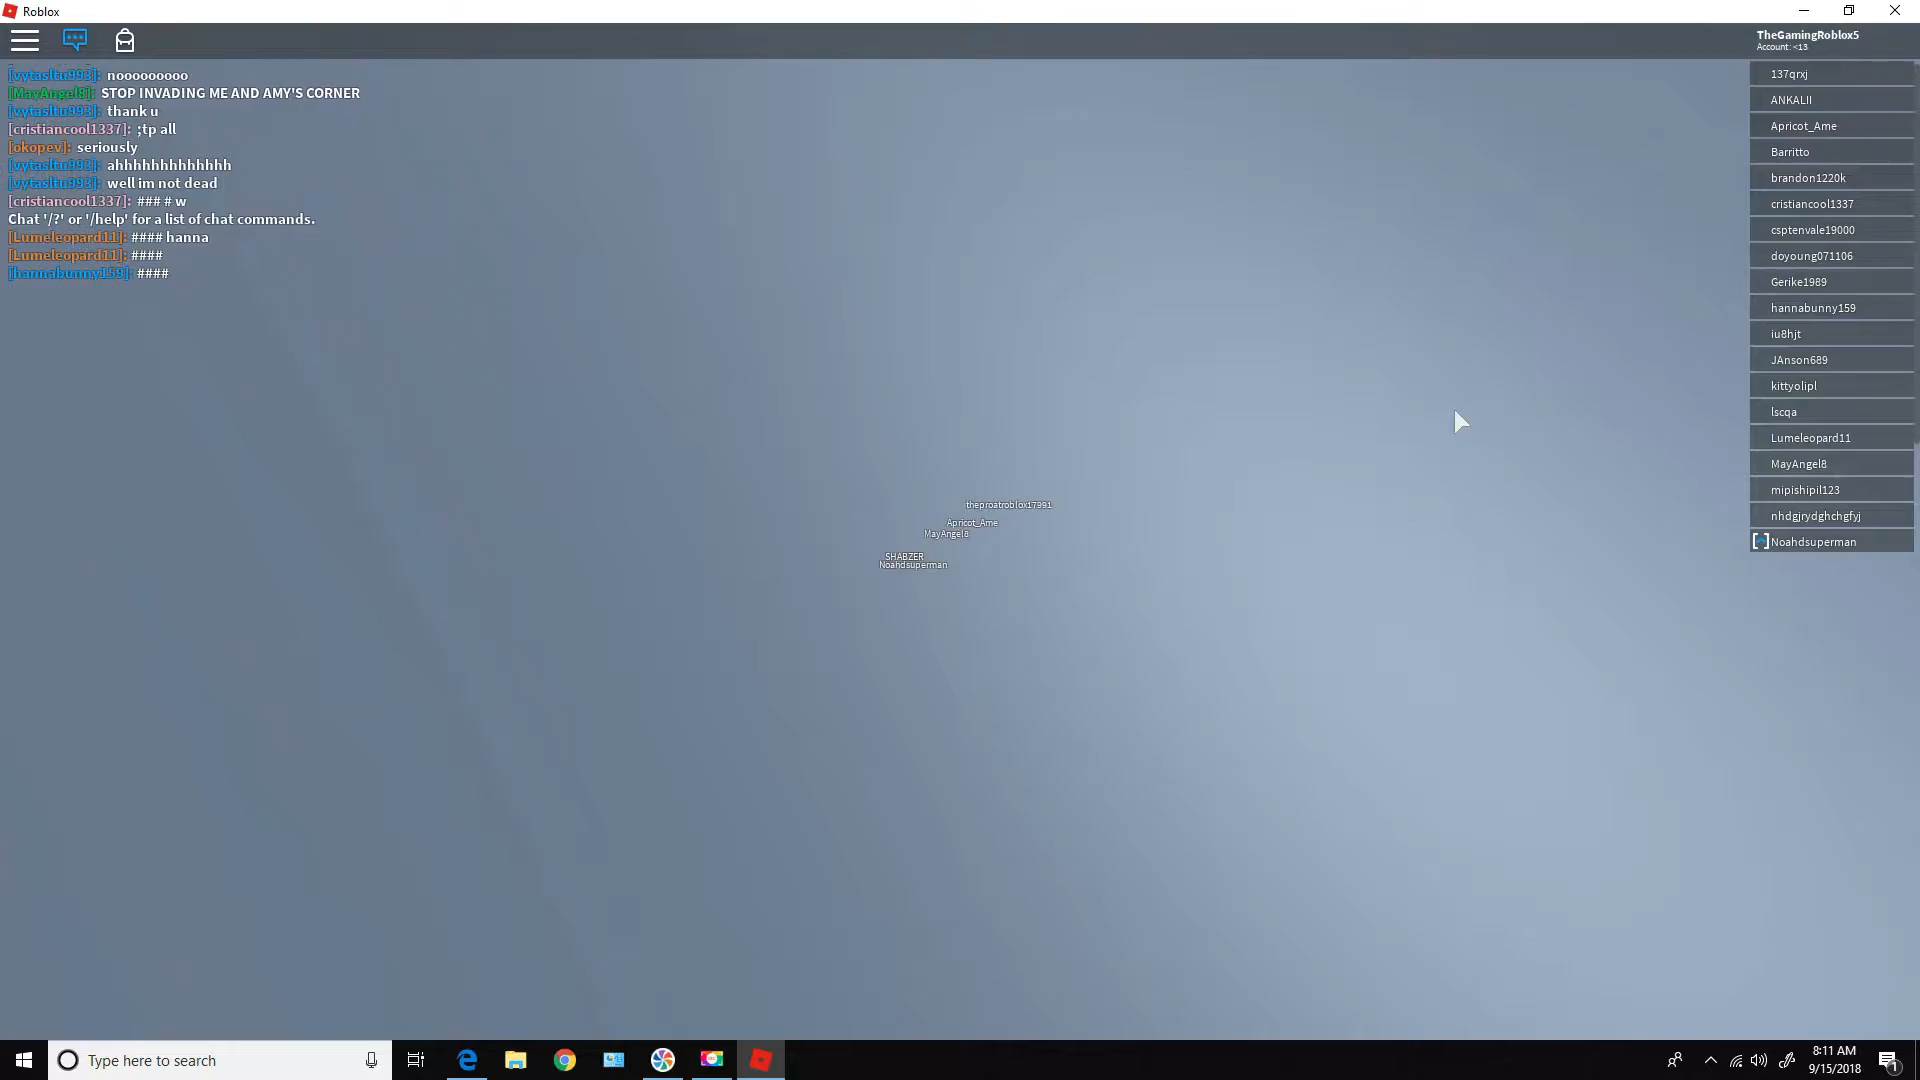 Roblox
TheGamingRoblox5
Account: <13
[vytasltu993]: nooooooooo
[MayAngel8]: STOP INVADING ME AND AMY'S CORNER
[vytasltu993]: thank u
[cristiancool1337]: ;tp all
[okopev]: seriously
[vytasltu993]: ahhhhhhhhhhhhh
[vytasltu993]: well im not dead
[cristiancool1337]: ### # w
Chat '/?' or '/help' for a list of chat commands.
[Lumeleopard11]: #### hanna
[Lumeleopard11]: ####
[hannabunny159]: ####
137qrxj
ANKALII
Apricot_Ame
Barritto
brandon1220k
cristiancool1337
csptenvale19000
doyoung071106
Gerike1989
hannabunny159
iu8hjt
JAnson689
kittyolipl
lscqa
Lumeleopard11
MayAngel8
mipishipil123
nhdgjrydghchgfyj
Noahdsuperman
theproatroblox17991
Apricot_Ame
MayAngel8
SHABZER
Noahdsuperman
Type here to search
8:11 AM
9/15/2018
1